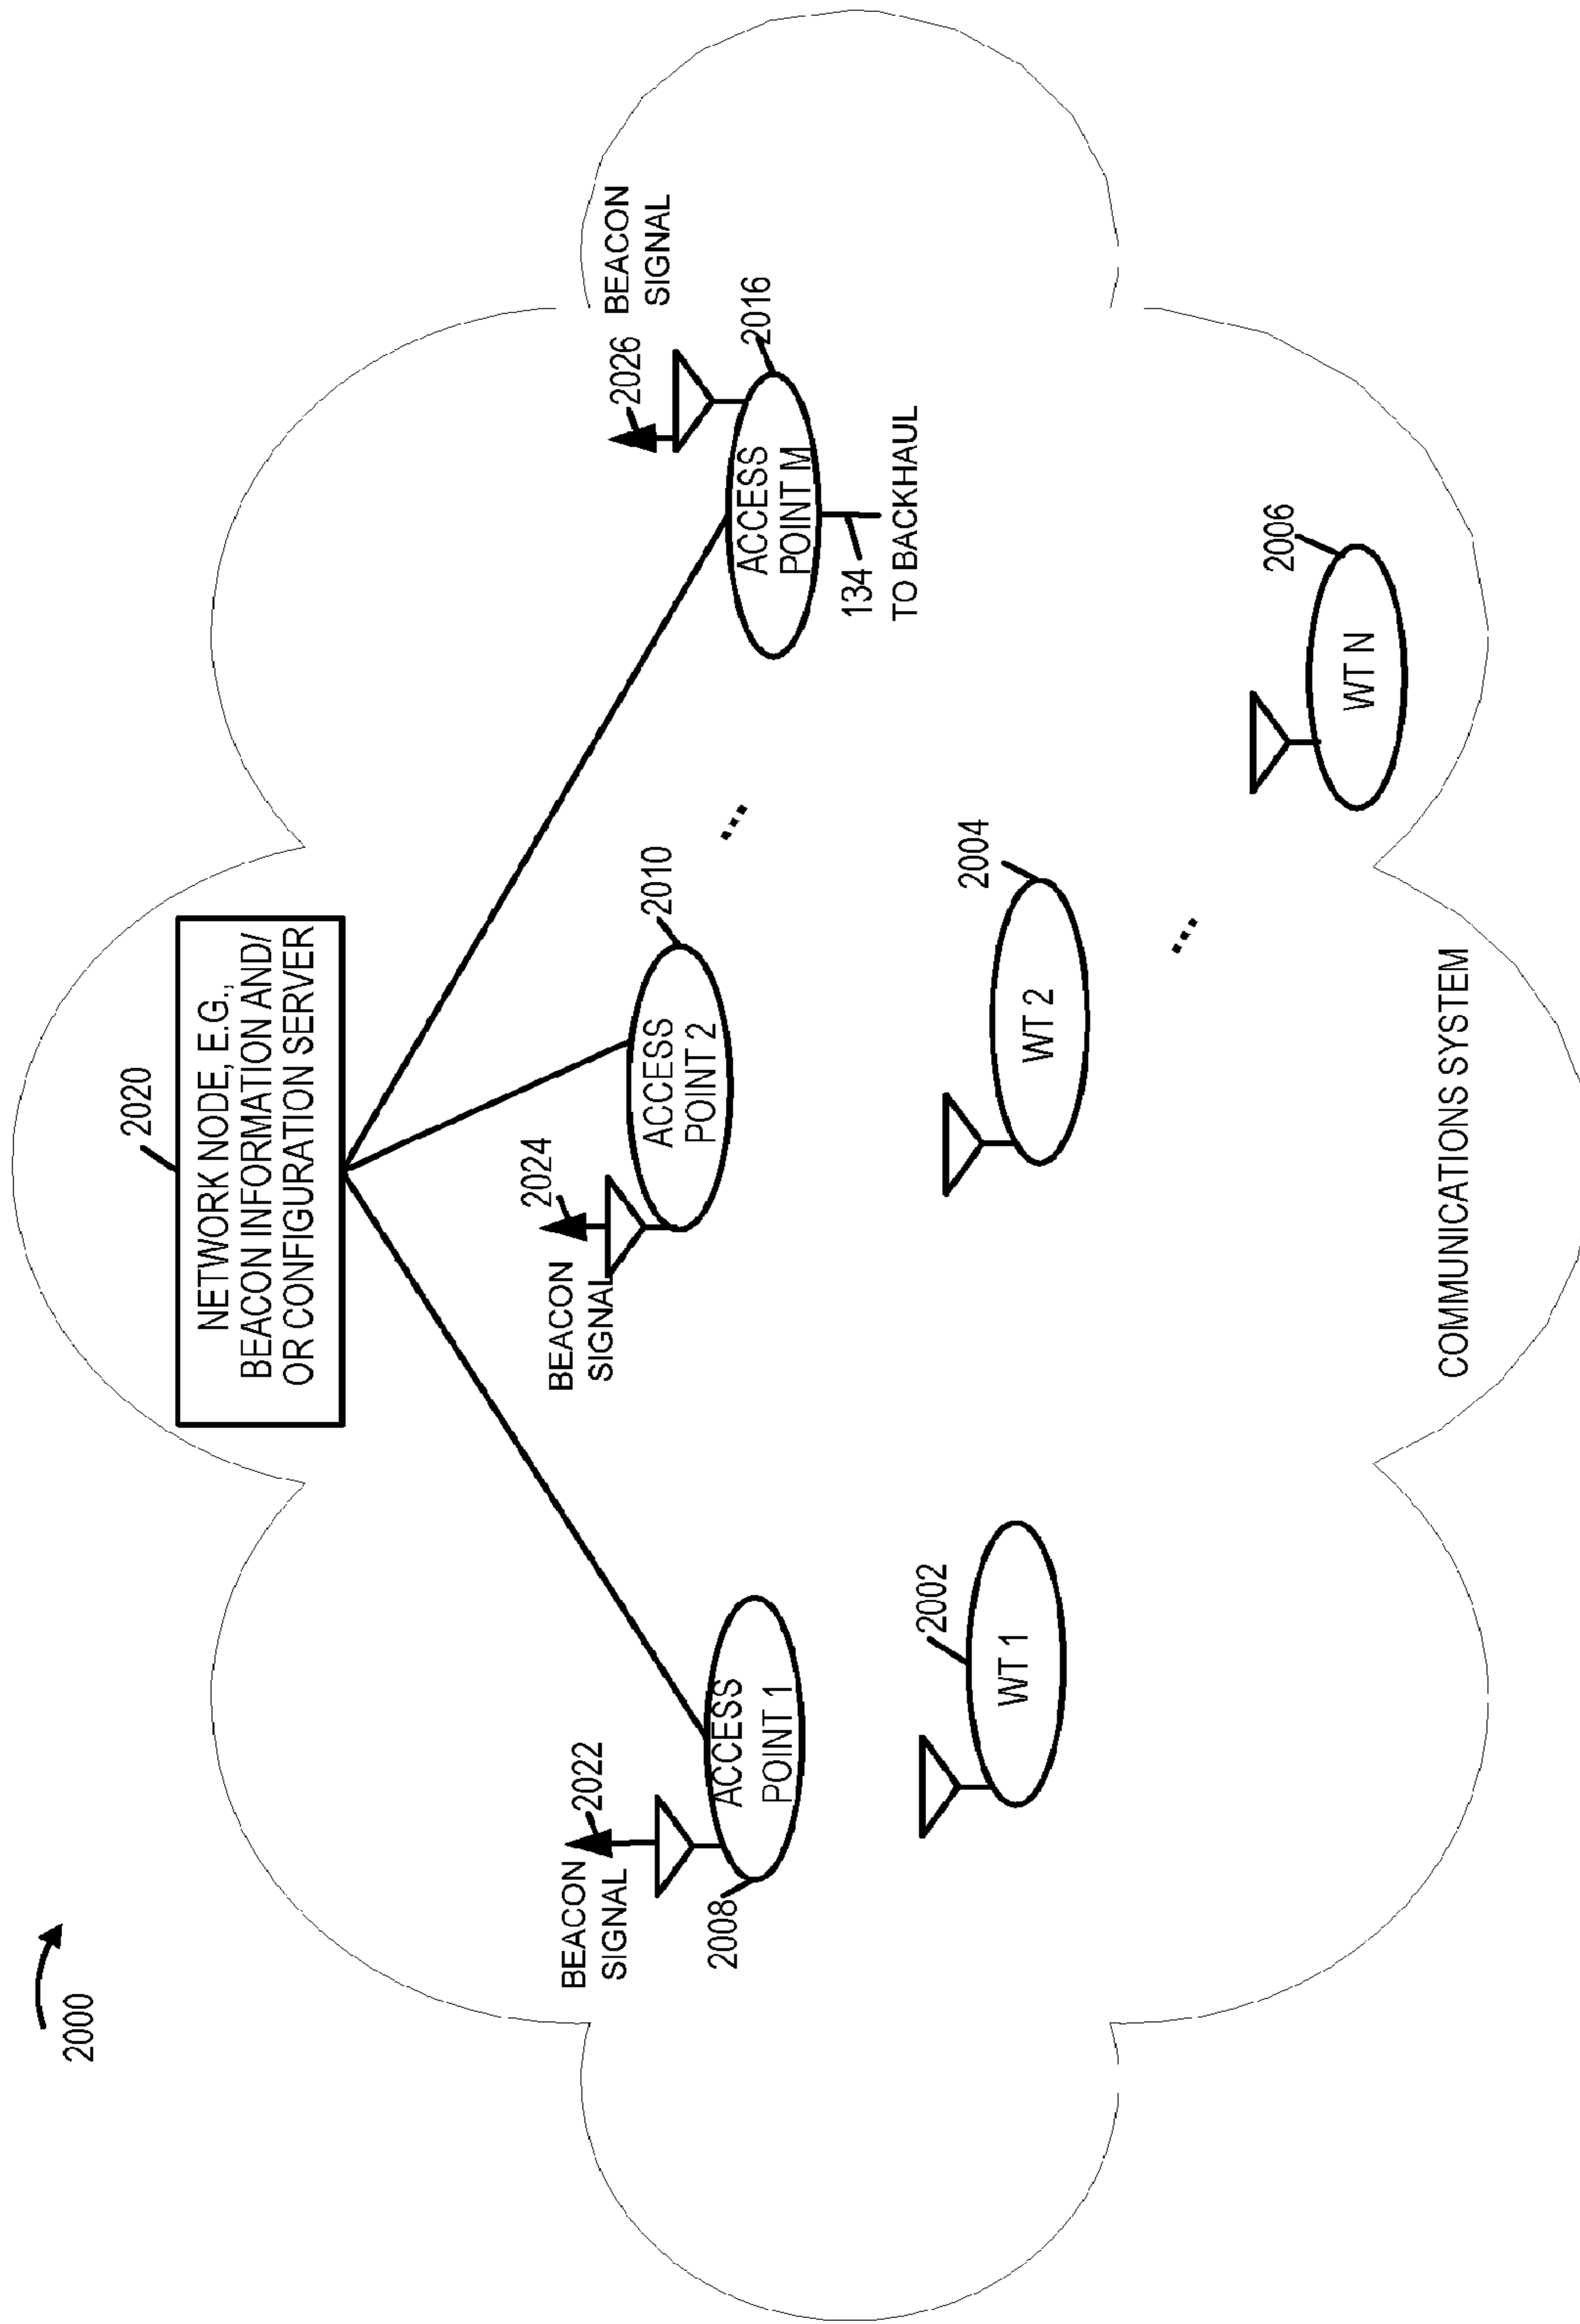 2000
2020
NETWORK NODE, E.G.,
BEACON INFORMATION AND/
OR CONFIGURATION SERVER
BEACON
SIGNAL
2022
2008
ACCESS
POINT 1
BEACON
SIGNAL
2024
2010
ACCESS
POINT 2
...
2026
BEACON
SIGNAL
2016
ACCESS
POINT M
134
TO BACKHAUL
2002
WT 1
2004
WT 2
...
2006
WT N
COMMUNICATIONS SYSTEM